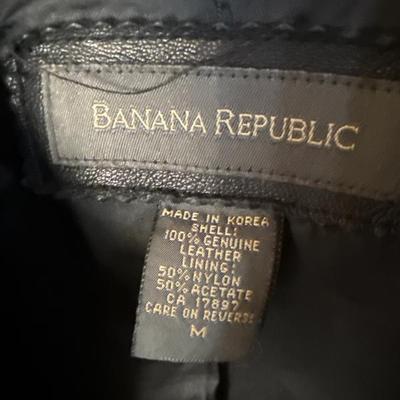 BANANA REPUBLIC
MADE IN KOREA
SHELL:
100% GENUINE
LEATHER
LINING:
50% NYLON
50% ACETATE
CA 17897
CARE ON REVERSE
M